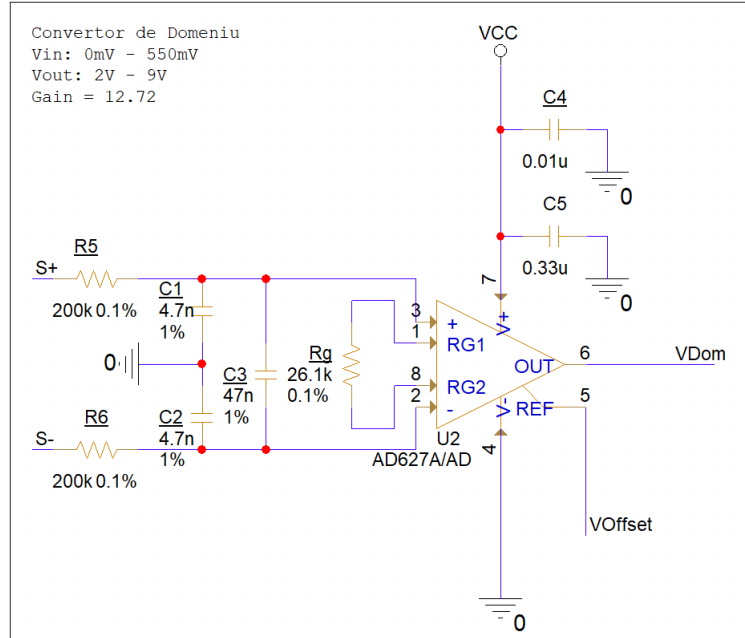 Convertor de Domeniu
Vin: 0mV - 550mV
Vout: 2V - 9V
Gain = 12.72
VCC
C4
0.01u
0
C5
0.33u
0
7
S+
R5
200k 0.1%
C1
4.7n
1%
0
C3
47n
1%
C2
4.7n
1%
S-
R6
200k 0.1%
Rg
26.1k
0.1%
3
1
8
2
+
RG1
RG2
-
V+
V-
OUT
REF
6
5
4
U2
AD627A/AD
VDom
VOffset
0